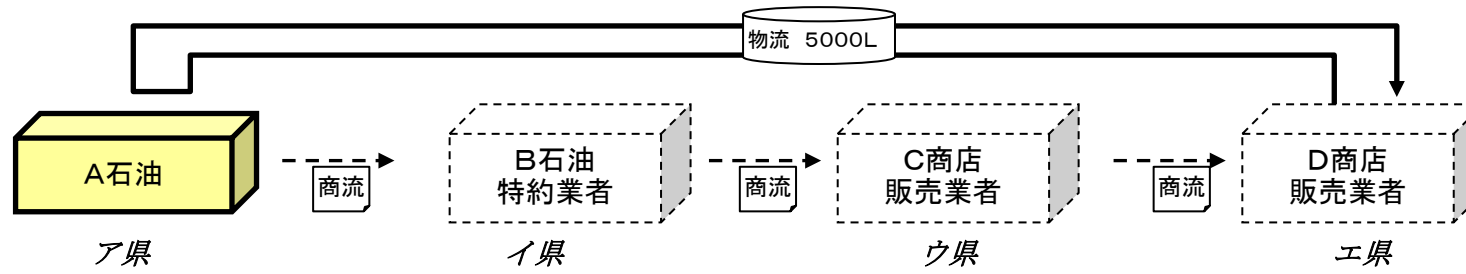 物流 5000L
A石油
商流
B石油
特約業者
商流
C商店
販売業者
商流
D商店
販売業者
ア県
イ県
ウ県
エ県